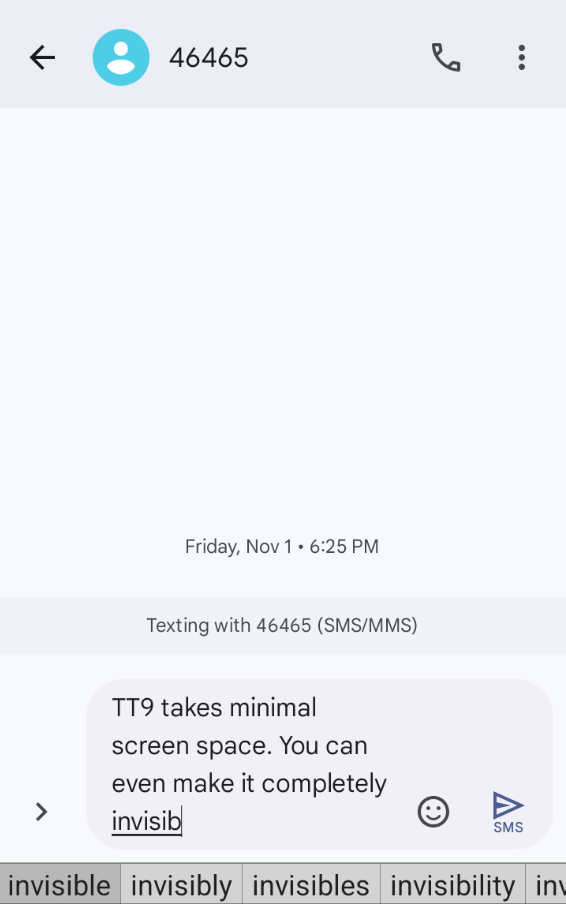 46465
Friday, Nov 1 • 6:25 PM
Texting with 46465 (SMS/MMS)
TT9 takes minimal
screen space. You can
even make it completely
invisib
SMS
invisible invisibly invisibles invisibility inv